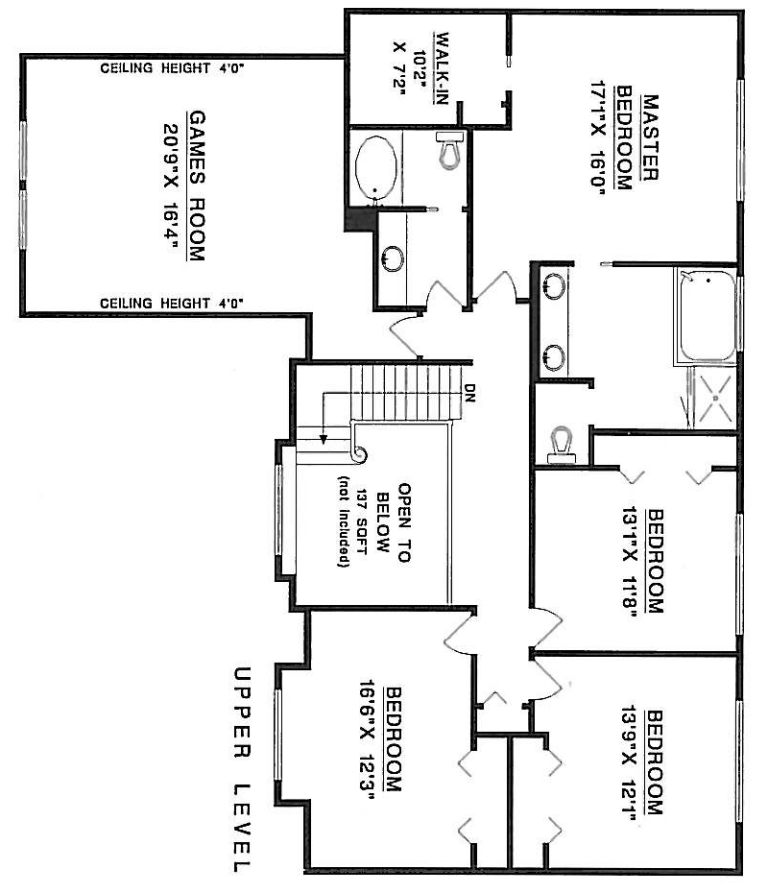 WALK-IN
10'2"
X 7'2"
MASTER
BEDROOM
17'1" X 16'0"
CEILING HEIGHT 4'0"
GAMES ROOM
20'9" X 16'4"
CEILING HEIGHT 4'0"
DN
OPEN TO
BELOW
137 SQFT
(not included)
BEDROOM
13'1" X 11'8"
BEDROOM
16'6" X 12'3"
BEDROOM
13'9" X 12'1"
UPPER LEVEL